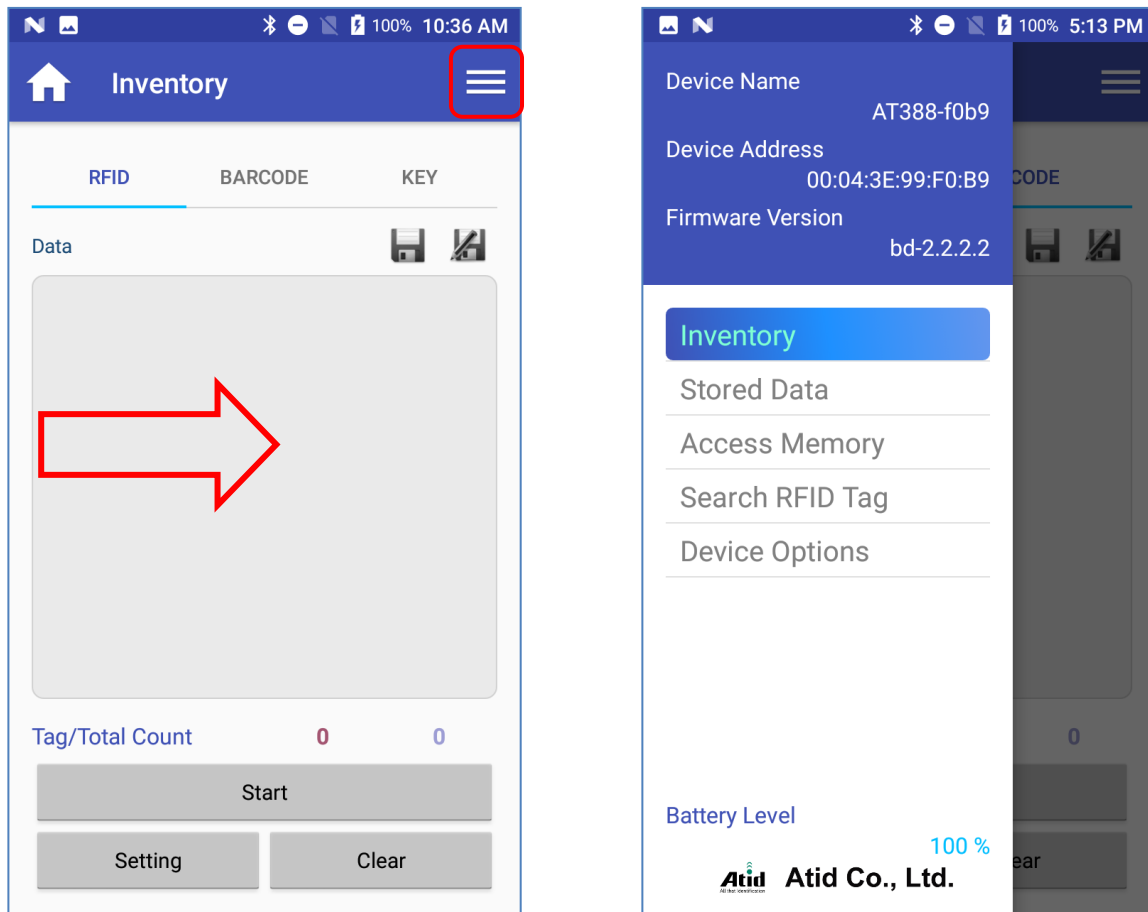 100% 10:36 AM
Inventory
RFID BARCODE KEY
Data
Tag/Total Count 0 0
Start
Setting Clear
100% 5:13 PM
Device Name
AT388-f0b9
Device Address
00:04:3E:99:F0:B9
CODE
Firmware Version
bd-2.2.2.2
Inventory
Stored Data
Access Memory
Search RFID Tag
Device Options
0
Battery Level
100 %
ear
Atid Atid Co., Ltd.
All that Identification